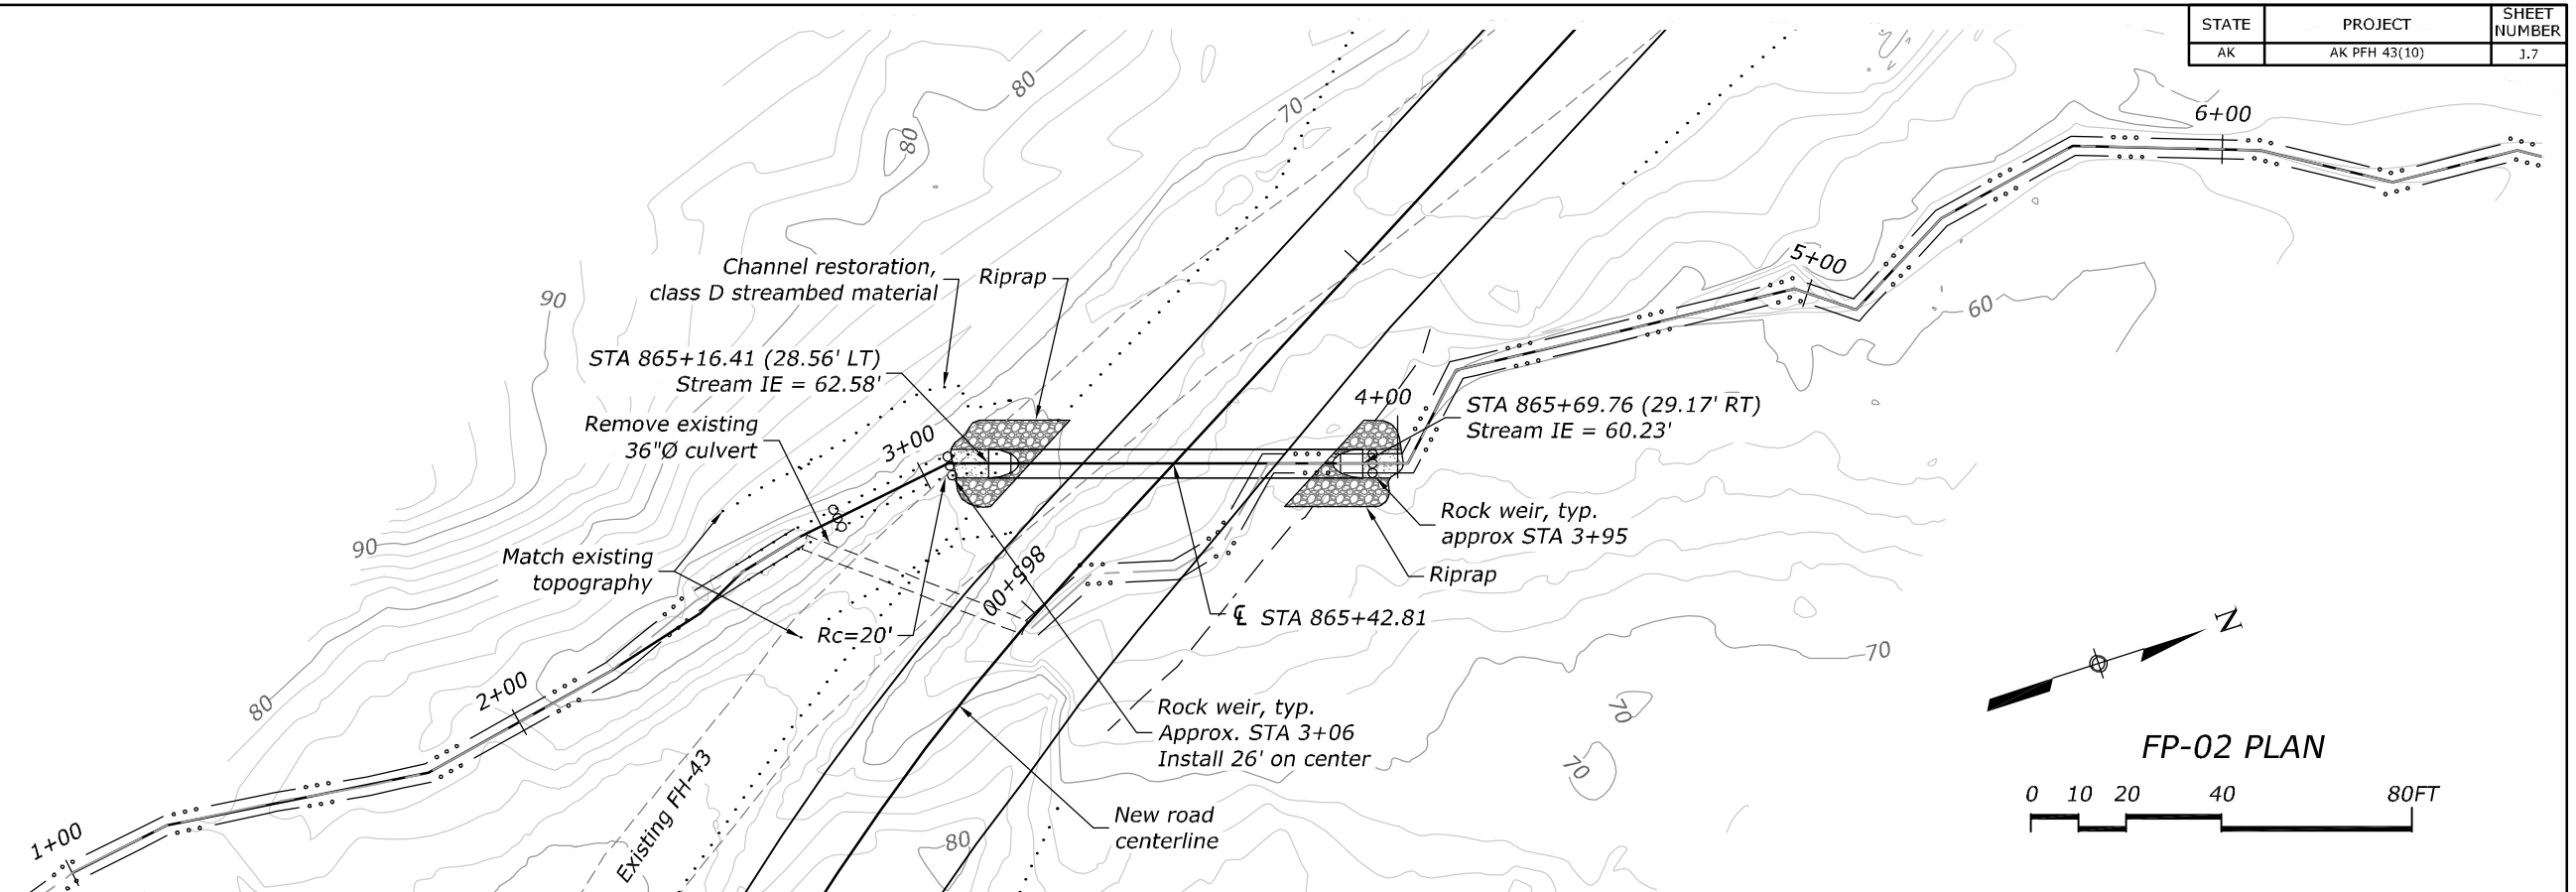 STATE PROJECT SHEET NUMBER
AK AK PFH 43(10) J.7
80
80
70
6+00
5+00
60
90
Channel restoration,
class D streambed material
Riprap
STA 865+16.41 (28.56' LT)
Stream IE = 62.58'
Remove existing
36"Ø culvert
3+00
4+00
STA 865+69.76 (29.17' RT)
Stream IE = 60.23'
Rock weir, typ.
approx STA 3+95
Riprap
90
Match existing
topography
Rc=20'
865+00
℄ STA 865+42.81
70
2+00
80
Rock weir, typ.
Approx. STA 3+06
Install 26' on center
70
70
N
FP-02 PLAN
0 10 20 40 80FT
Existing FH-43
New road
centerline
1+00
80